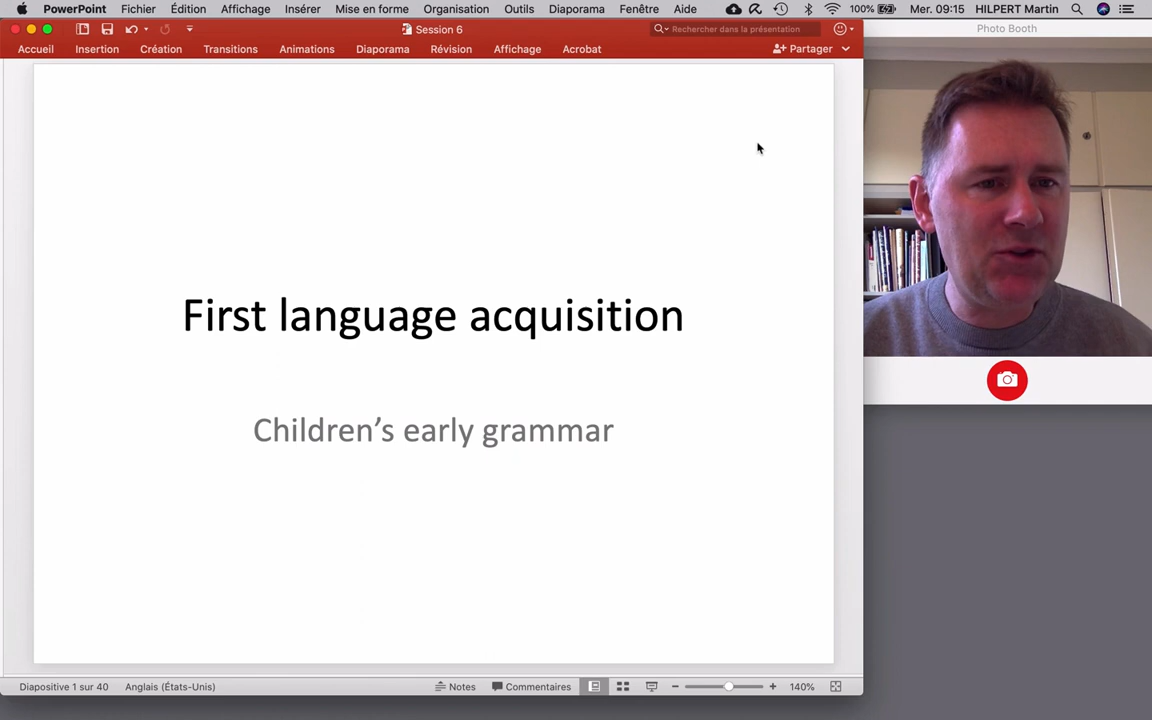 PowerPoint Fichier Édition Affichage Insérer Mise en forme Organisation Outils Diaporama Fenêtre Aide 100% Mer. 09:15 HILPERT Martin
Session 6
Rechercher dans la présentation
Photo Booth
Accueil Insertion Création Transitions Animations Diaporama Révision Affichage Acrobat Partager
First language acquisition
Children’s early grammar
Diapositive 1 sur 40 Anglais (États-Unis) Notes Commentaires 140%